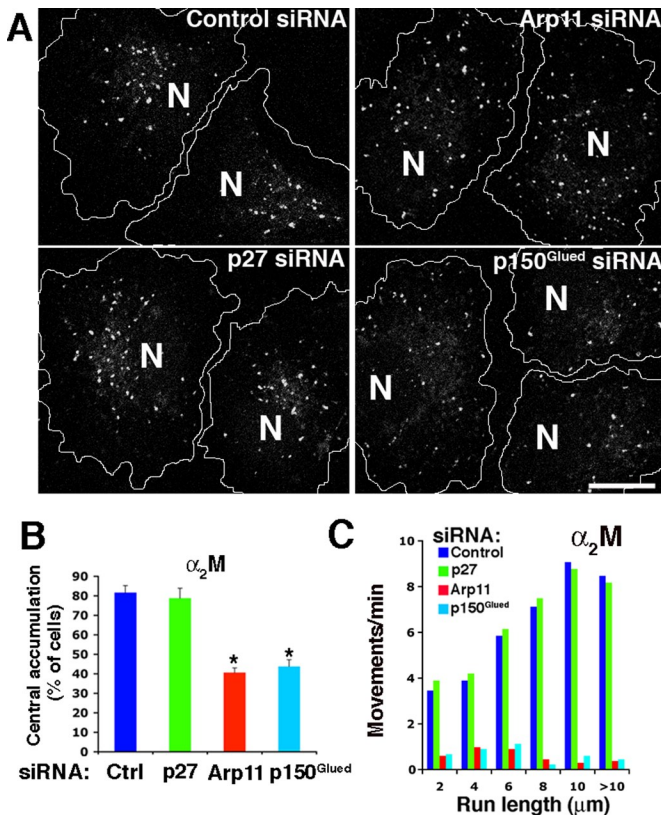 A
Control siRNA
N
N
Arp11 siRNA
N
N
p27 siRNA
N
N
p150Glued siRNA
N
N
N
B
α2M
Central accumulation
(% of cells)
90
80
70
60
50
40
30
20
10
0
*
*
siRNA: Ctrl p27 Arp11 p150Glued
C
α2M
siRNA:
Control
p27
Arp11
p150Glued
Movements/min
10
8
6
4
2
0
2 4 6 8 10 >10
Run length (μm)